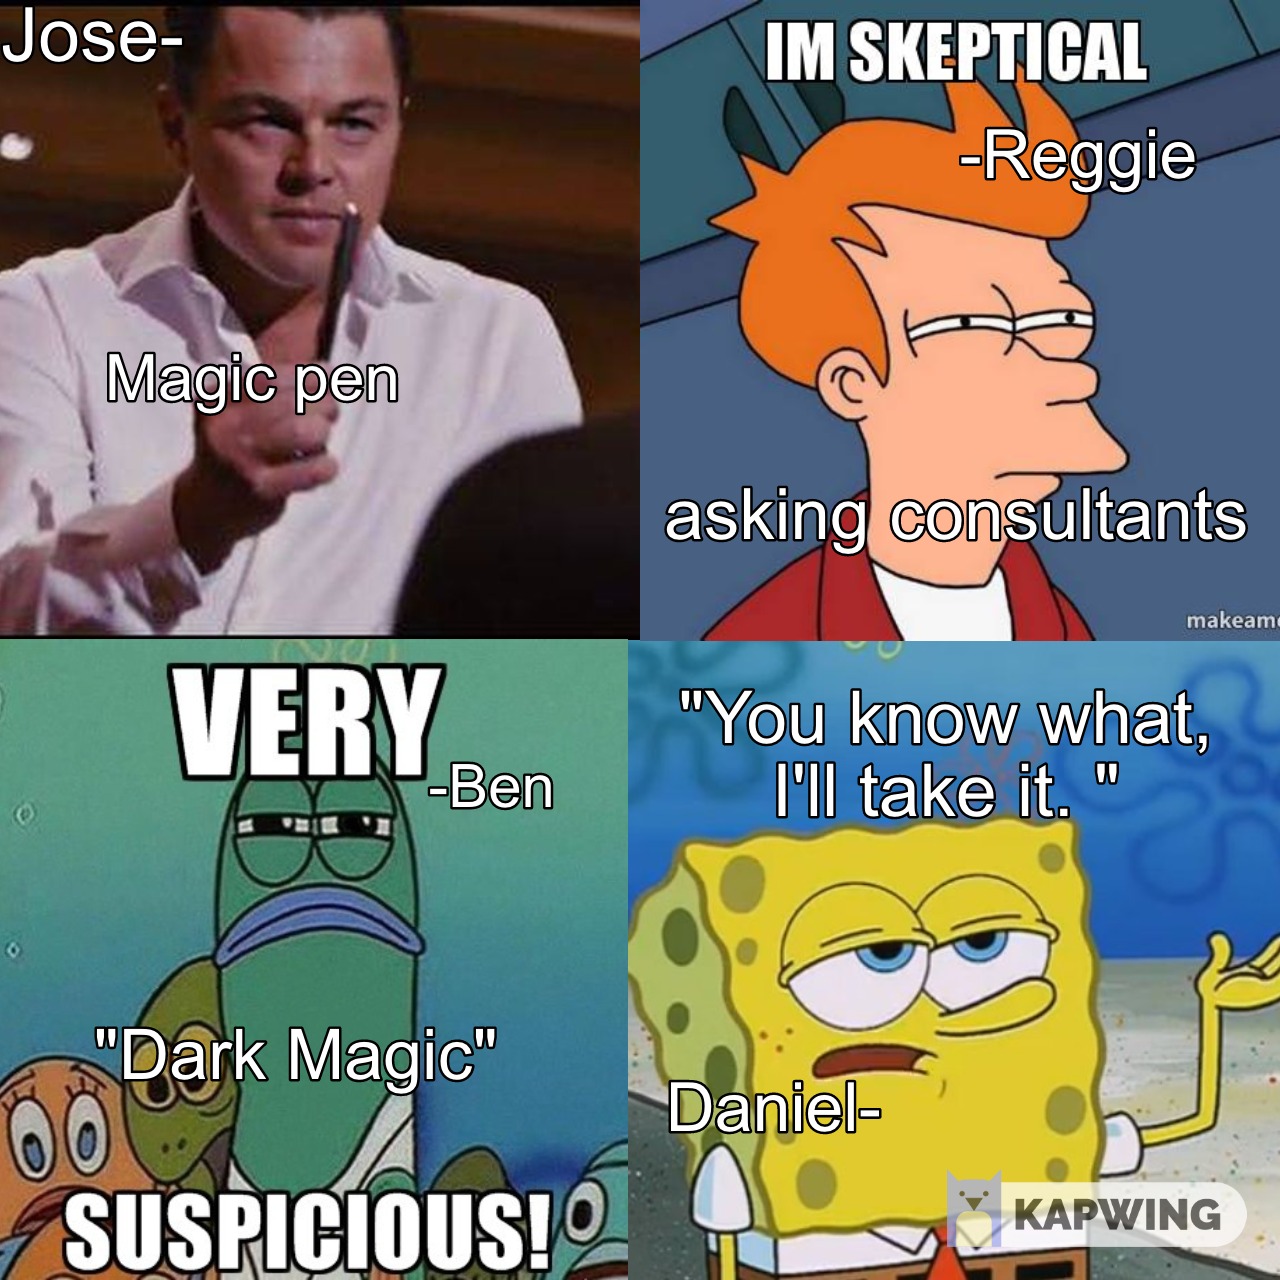 Jose-
Magic pen
IM SKEPTICAL
-Reggie
asking consultants
makeam
VERY
-Ben
"Dark Magic"
SUSPICIOUS!
"You know what,
I'll take it. "
Daniel-
KAPWING